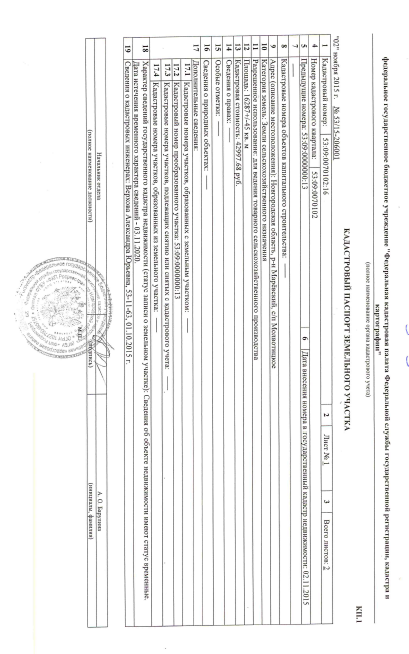 федеральное государственное бюджетное учреждение "Федеральная кадастровая палата Федеральной службы государственной регистрации, кадастра и
картографии"
(полное наименование органа кадастрового учета)
КП.1
КАДАСТРОВЫЙ ПАСПОРТ ЗЕМЕЛЬНОГО УЧАСТКА
"02" ноября 2015 г. № 53/15-206001
1 Кадастровый номер: 53:09:0070102:16 2 Лист № 1 3 Всего листов: 2
4 Номер кадастрового квартала: 53:09:0070102
5 Предыдущие номера: 53:09:0000000:13 6 Дата внесения номера в государственный кадастр недвижимости: 02.11.2015
7
8 Кадастровые номера объектов капитального строительства:
9 Адрес (описание местоположения): Новгородская область, р-н Марёвский, с/п Молвотицкое
10 Категория земель: Земли сельскохозяйственного назначения
11 Разрешенное использование: для ведения товарного сельскохозяйственного производства
12 Площадь: 16287+/-45 кв. м
13 Кадастровая стоимость: 42997.68 руб.
14 Сведения о правах:
15 Особые отметки:
16 Сведения о природных объектах:
17 Дополнительные сведения:
17.1 Кадастровые номера участков, образованных с земельным участком:
17.2 Кадастровый номер преобразованного участка: 53:09:0000000:13
17.3 Кадастровые номера участков, подлежащих снятию или снятых с кадастрового учета:
17.4 Кадастровые номера участков, образованных из земельного участка:
18 Характер сведений государственного кадастра недвижимости (статус записи о земельном участке): Сведения об объекте недвижимости имеют статус временные.
Дата истечения временного характера сведений - 03.11.2020
19 Сведения о кадастровых инженерах: Верхова Александра Юрьевна, 53-11-63, 01.10.2015 г.
Начальник отдела А. О. Барулина
(полное наименование должности) (подпись) (инициалы, фамилия)
М.П.